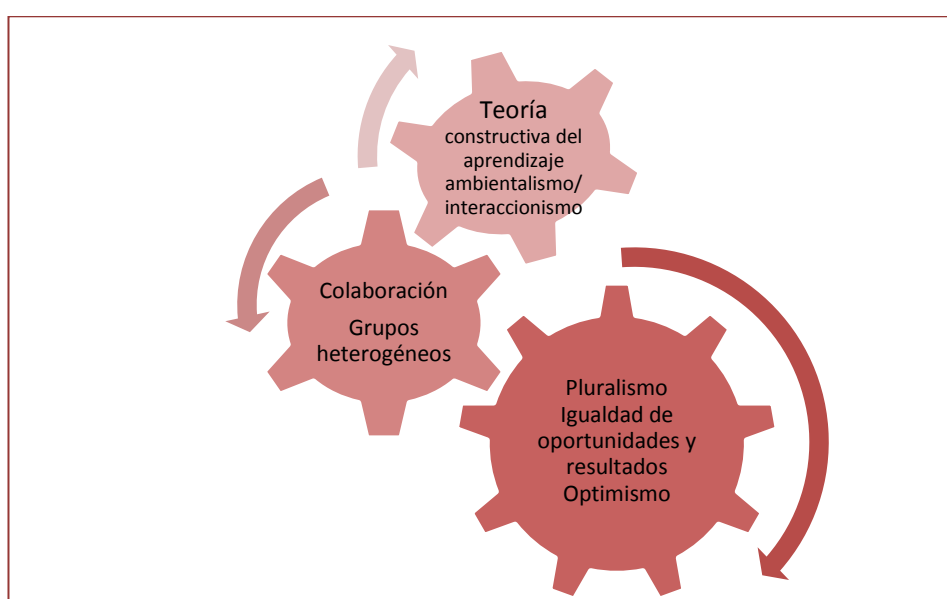 Teoría
constructiva del
aprendizaje
ambientalismo/
interaccionismo
Colaboración
Grupos
heterogéneos
Pluralismo
Igualdad de
oportunidades y
resultados
Optimismo